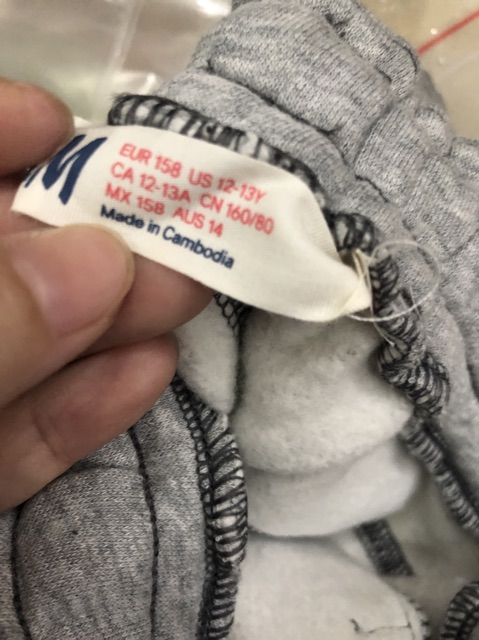 M
EUR 158 US 12-13Y
CA 12-13A CN 160/80
MX 158 AUS 14
Made in Cambodia